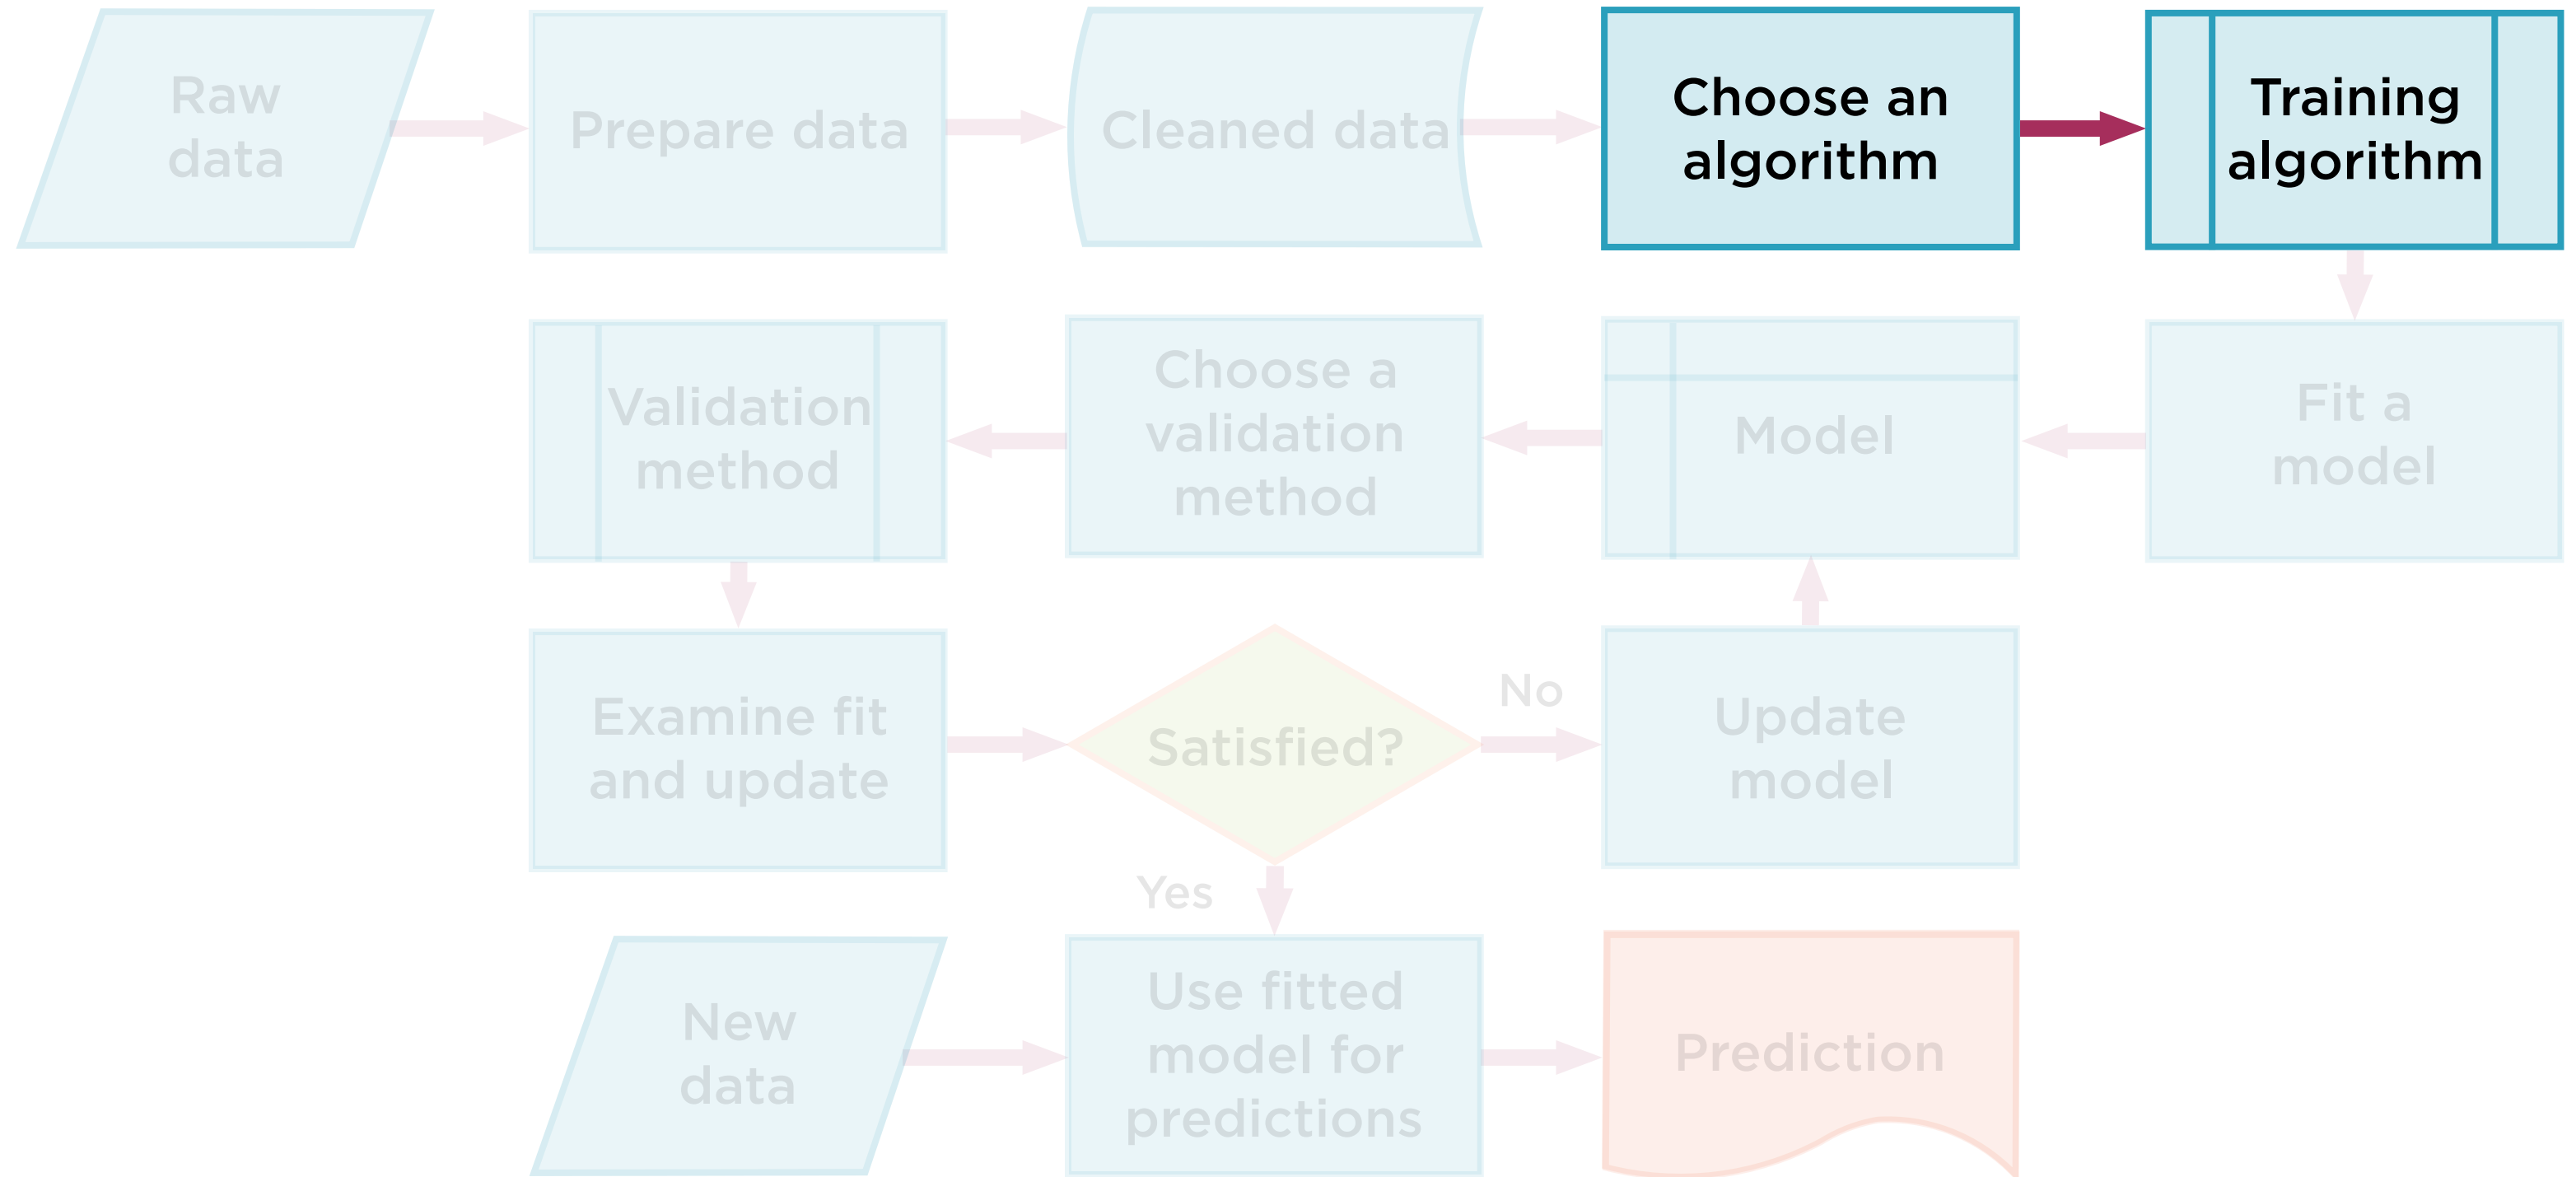 Raw
data
Prepare data
Cleaned data
Choose an
algorithm
Training
algorithm
Validation
method
Choose a
validation
method
Model
Fit a
model
Examine fit
and update
Satisfied?
No
Update
model
Yes
New
data
Use fitted
model for
predictions
Prediction